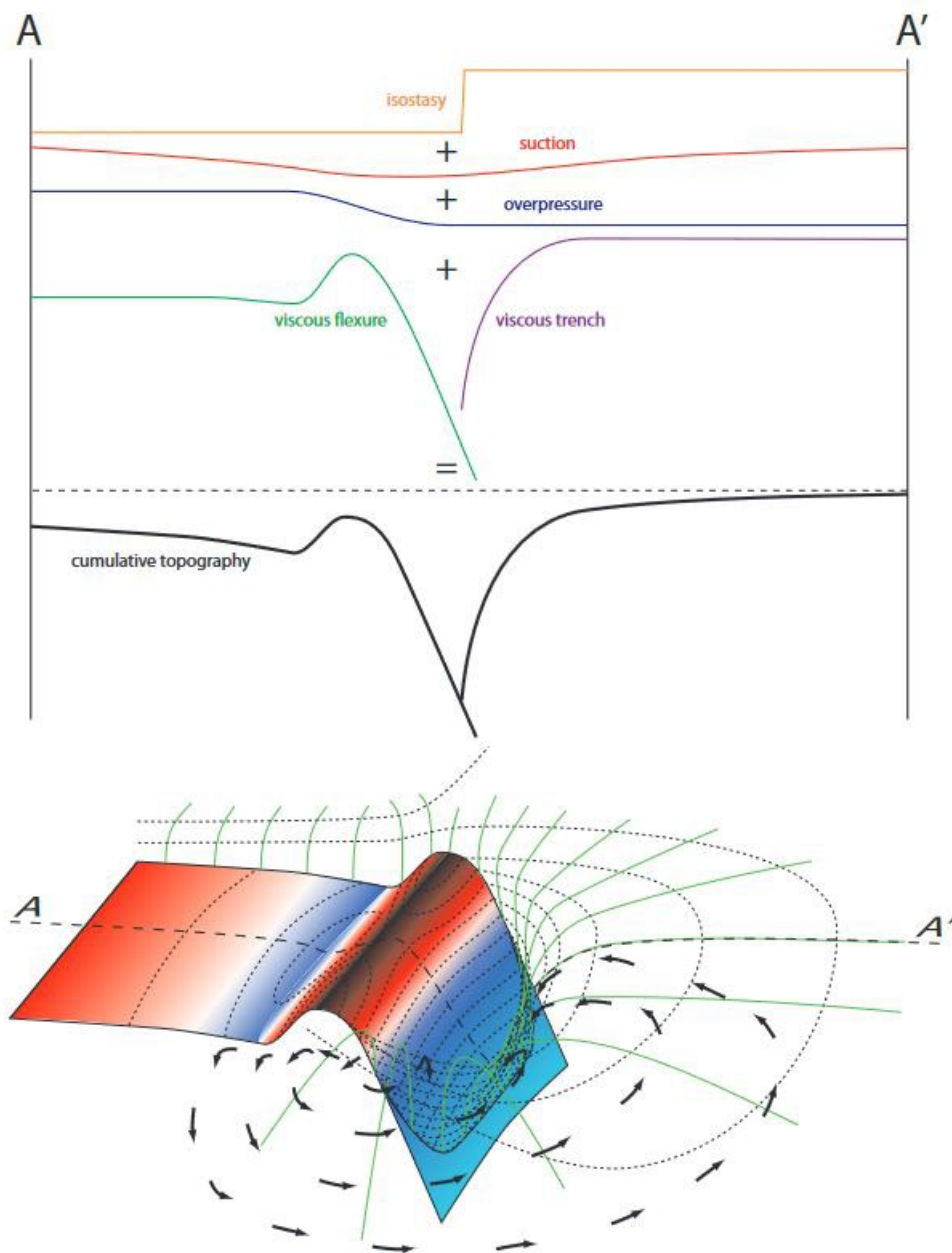 A
A'
isostasy
+
suction
+
overpressure
+
viscous flexure
viscous trench
=
cumulative topography
A
A'